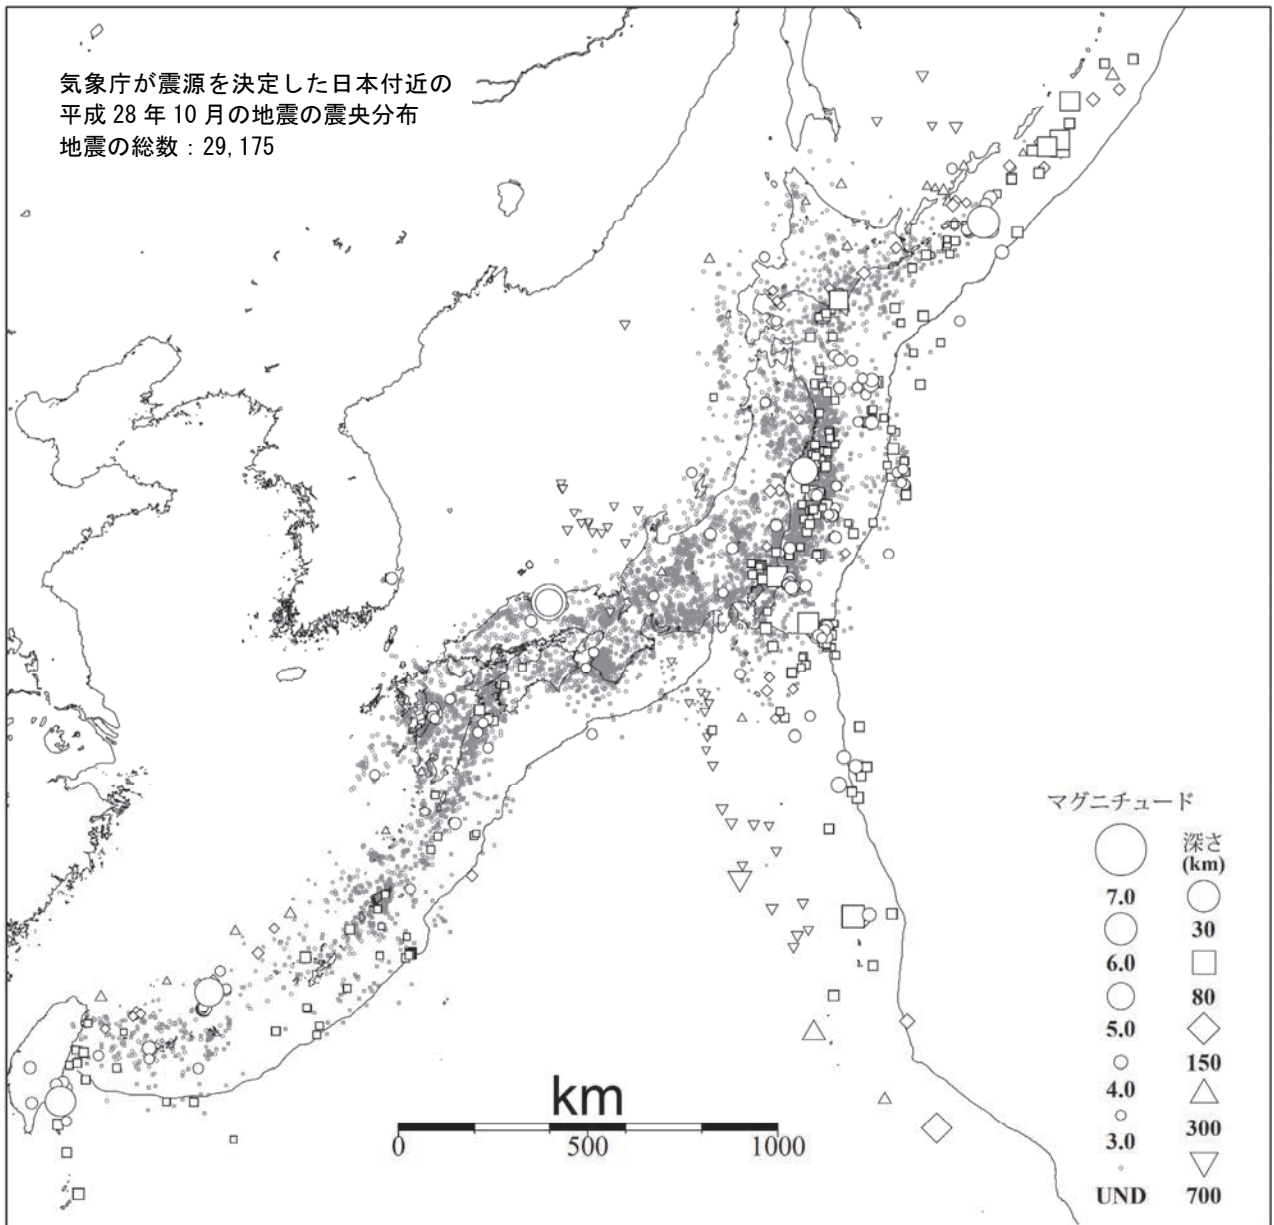 気象庁が震源を決定した日本付近の
平成 28 年 10 月の地震の震央分布
地震の総数：29,175
マグニチュード
深さ
(km)
7.0
30
6.0
80
5.0
150
4.0
300
3.0
UND 700
km
0 500 1000